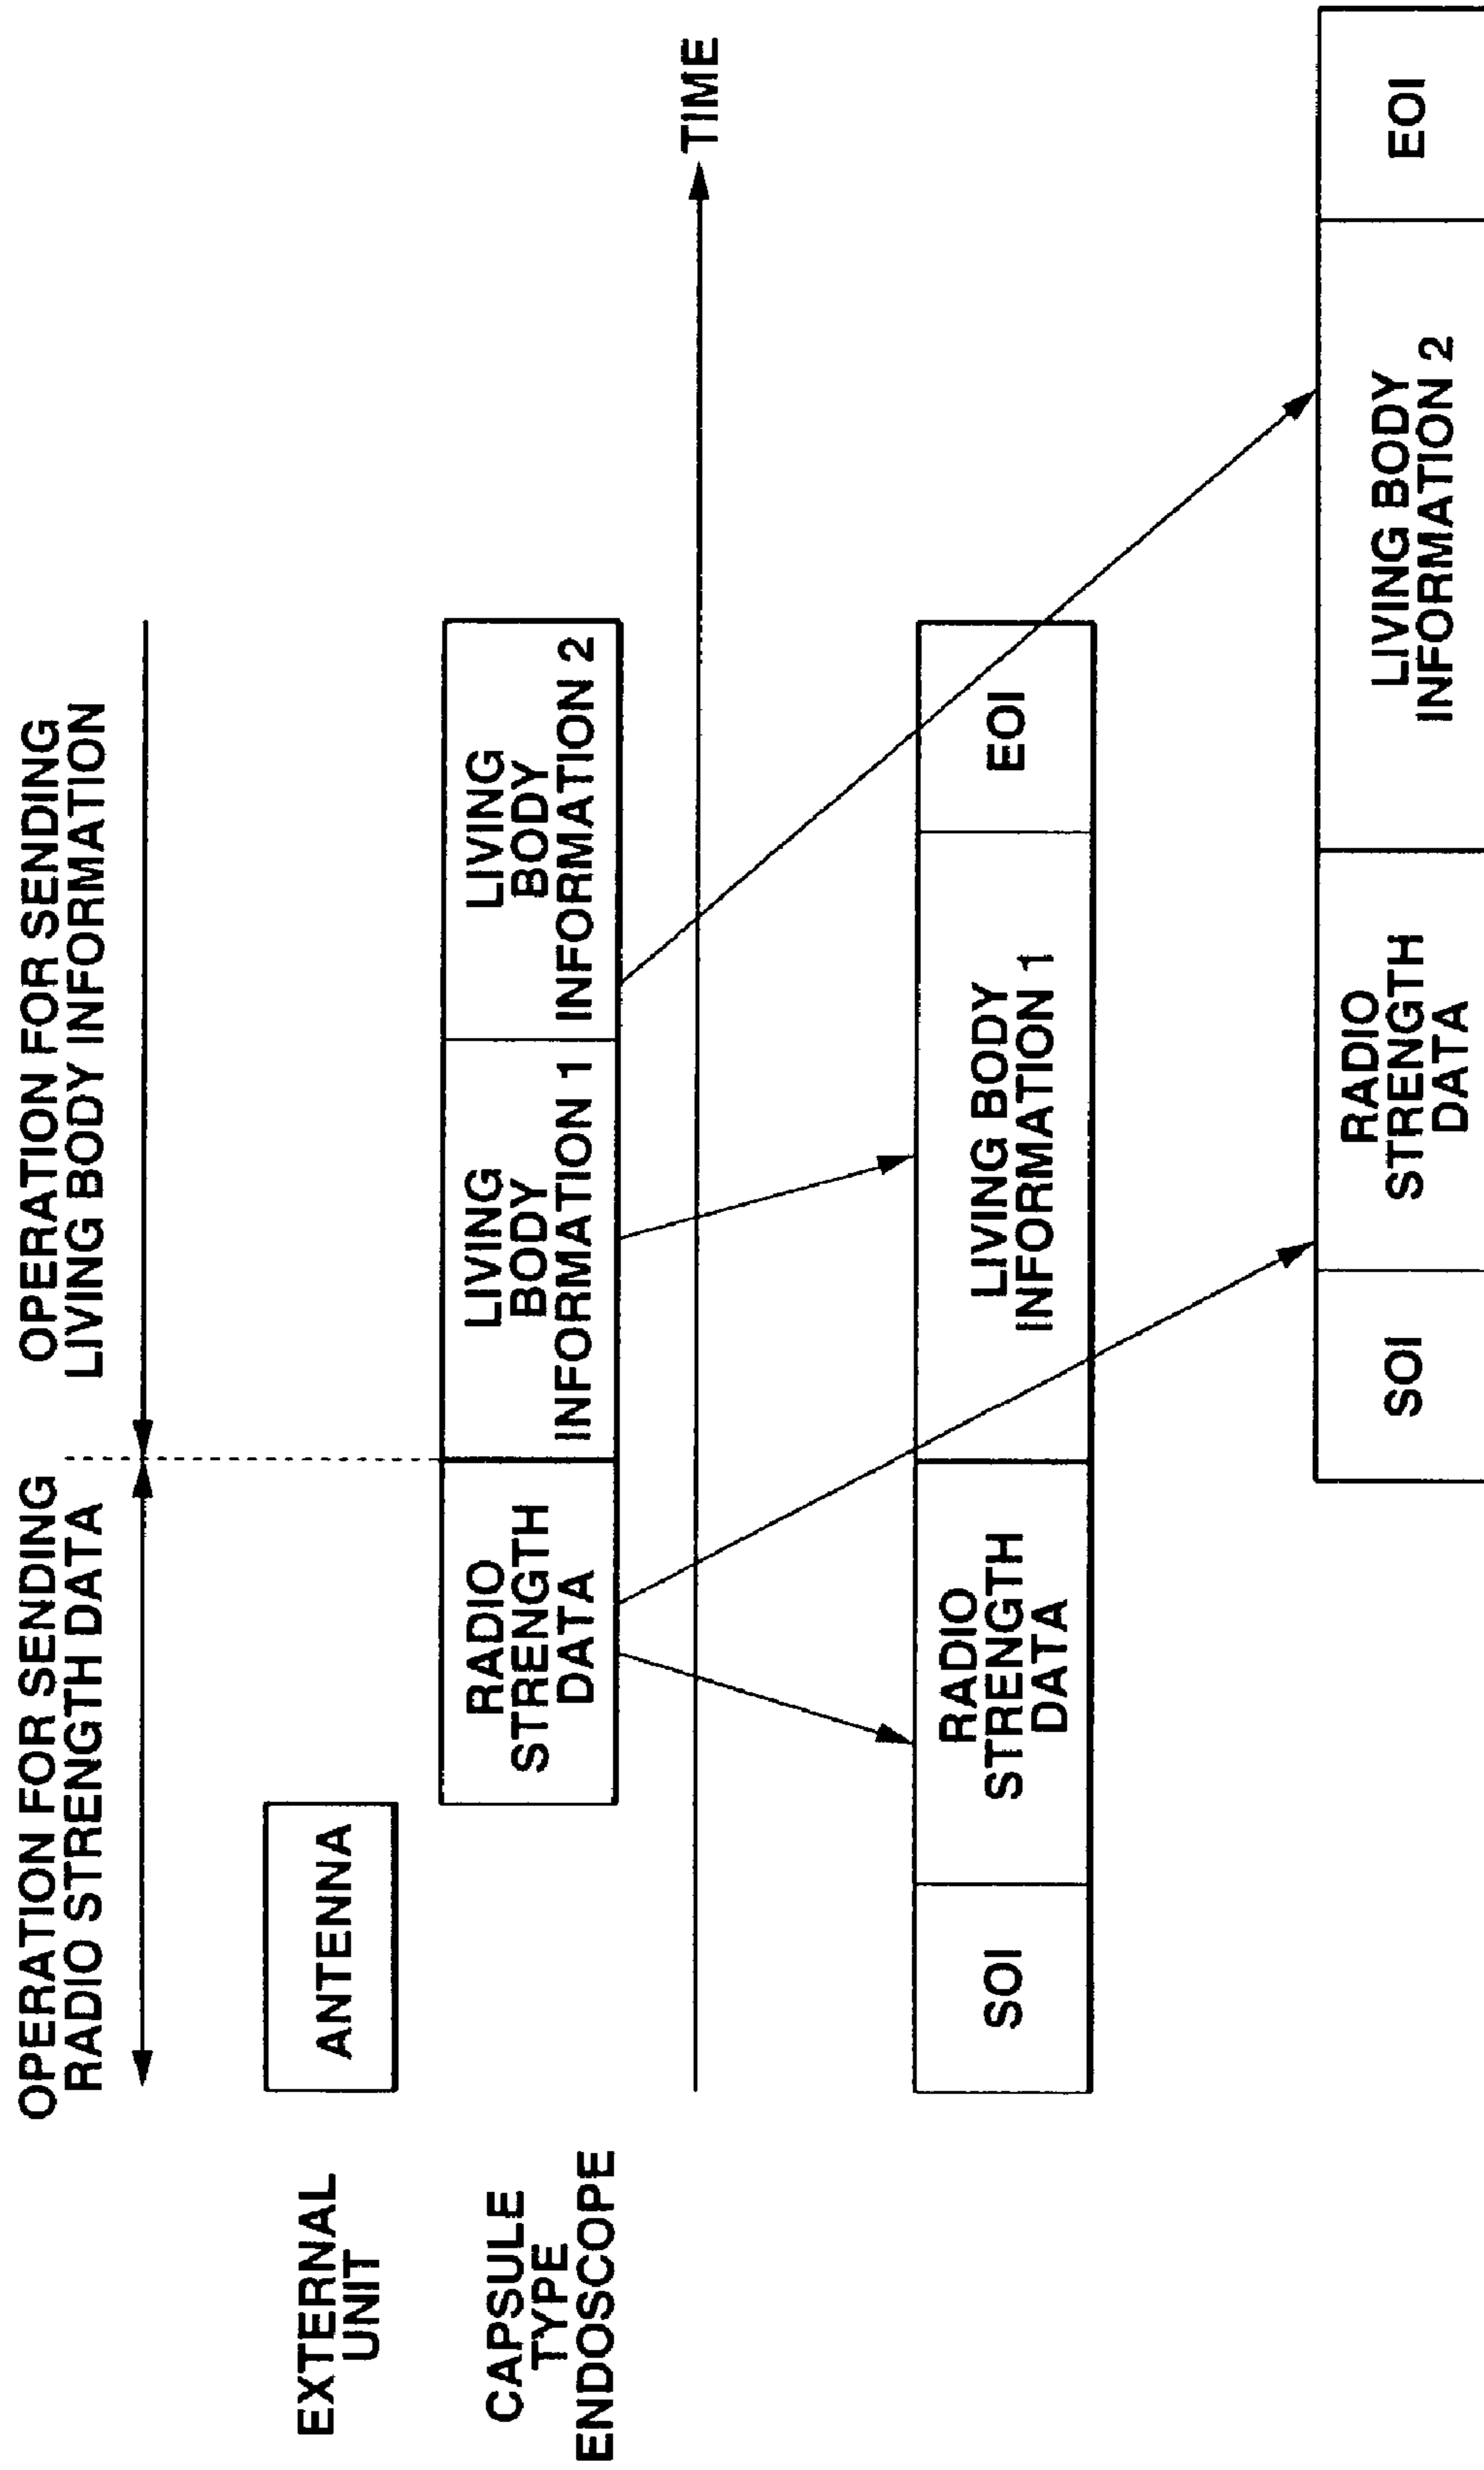 OPERATION FOR SENDING
RADIO STRENGTH DATA
OPERATION FOR SENDING
LIVING BODY INFORMATION
EXTERNAL
UNIT
ANTENNA
CAPSULE
TYPE
ENDOSCOPE
RADIO
STRENGTH
DATA
LIVING
BODY
INFORMATION 1
LIVING
BODY
INFORMATION 2
TIME
SOI
RADIO
STRENGTH
DATA
LIVING BODY
INFORMATION 1
EOI
SOI
RADIO
STRENGTH
DATA
LIVING BODY
INFORMATION 2
EOI